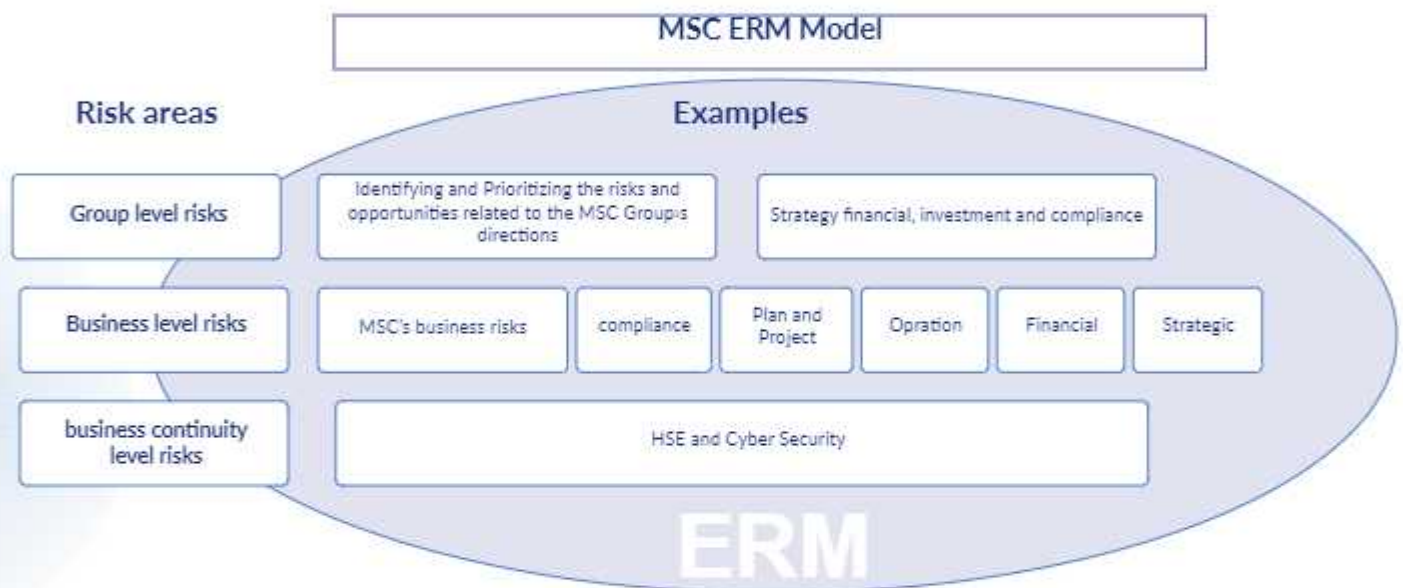 MSC ERM Model
Risk areas
Examples
Group level risks
Identifying and Prioritizing the risks and
opportunities related to the MSC Group:s
directions
Strategy financial, investment and compliance
Business level risks
MSC's business risks
compliance
Plan and
Project
Opration
Financial
Strategic
business continuity
level risks
HSE and Cyber Security
ERM